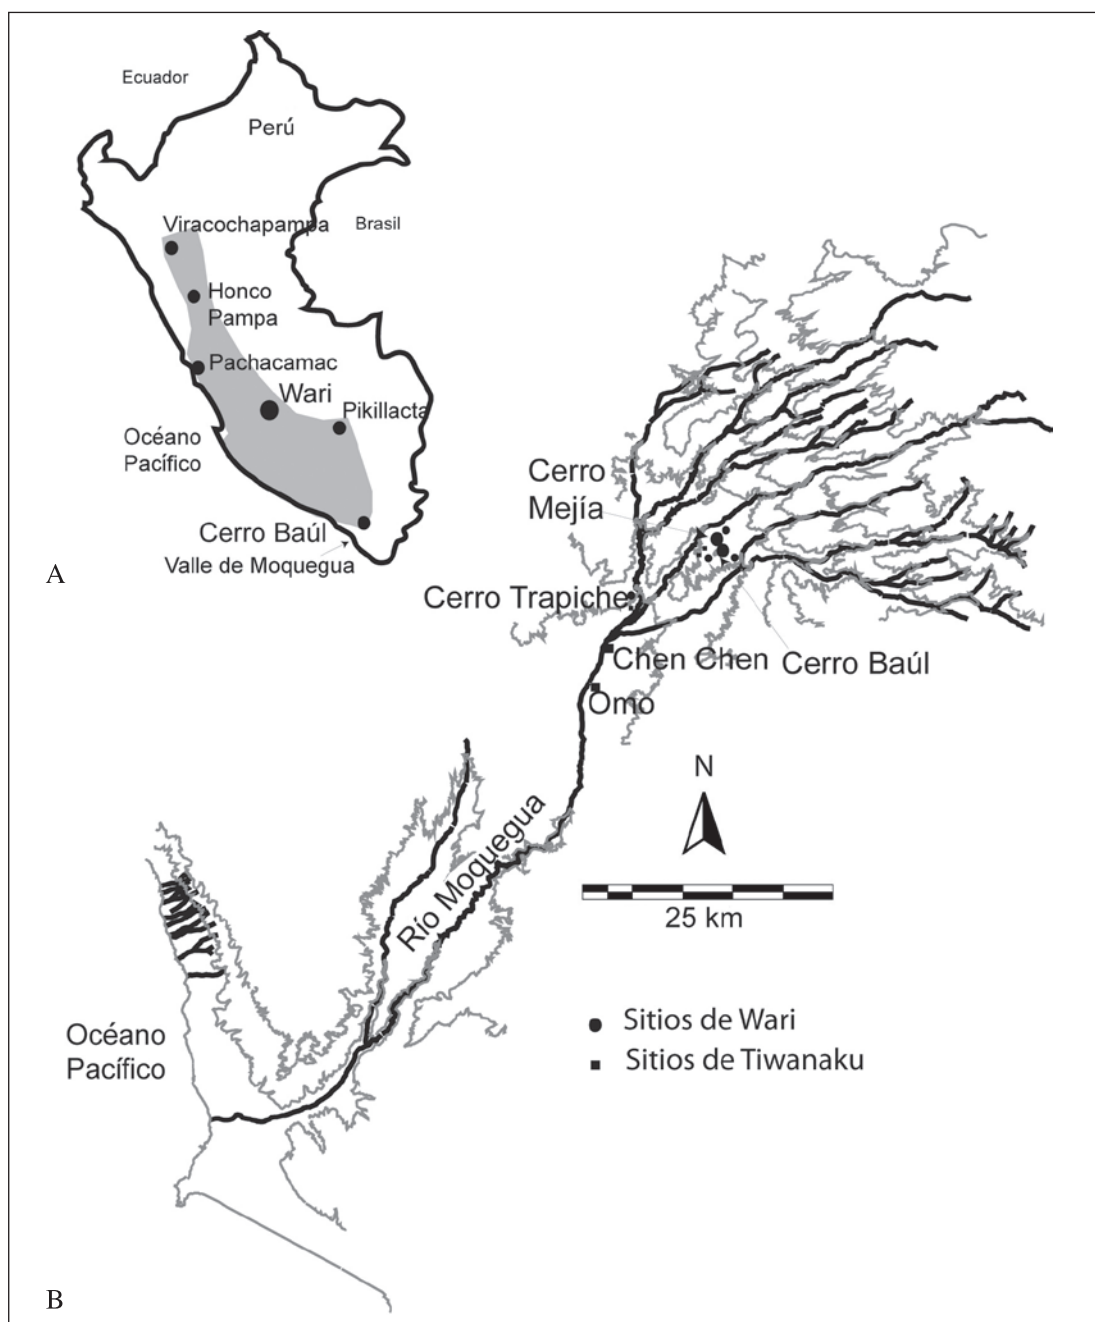 Ecuador
Perú
Brasil
Viracochapampa
Honco
Pampa
Pachacamac
Wari
Pikillacta
Océano
Pacífico
Cerro Baúl
Valle de Moquegua
A
Cerro
Mejía
Cerro Trapiche
Chen Chen
Cerro Baúl
Omo
N
Río Moquegua
25 km
Océano
Pacífico
Sitios de Wari
Sitios de Tiwanaku
B